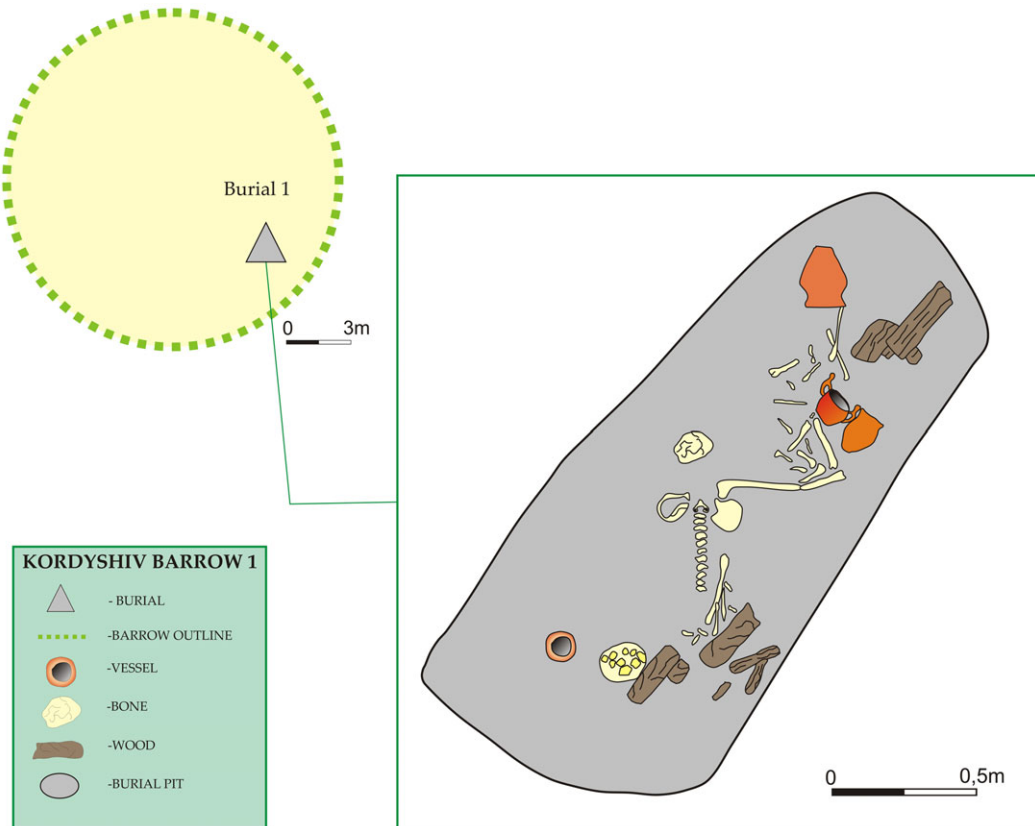 Burial 1
0 3m
KORDYSHIV BARROW 1
- BURIAL
-BARROW OUTLINE
-VESSEL
-BONE
-WOOD
-BURIAL PIT
0 0,5m